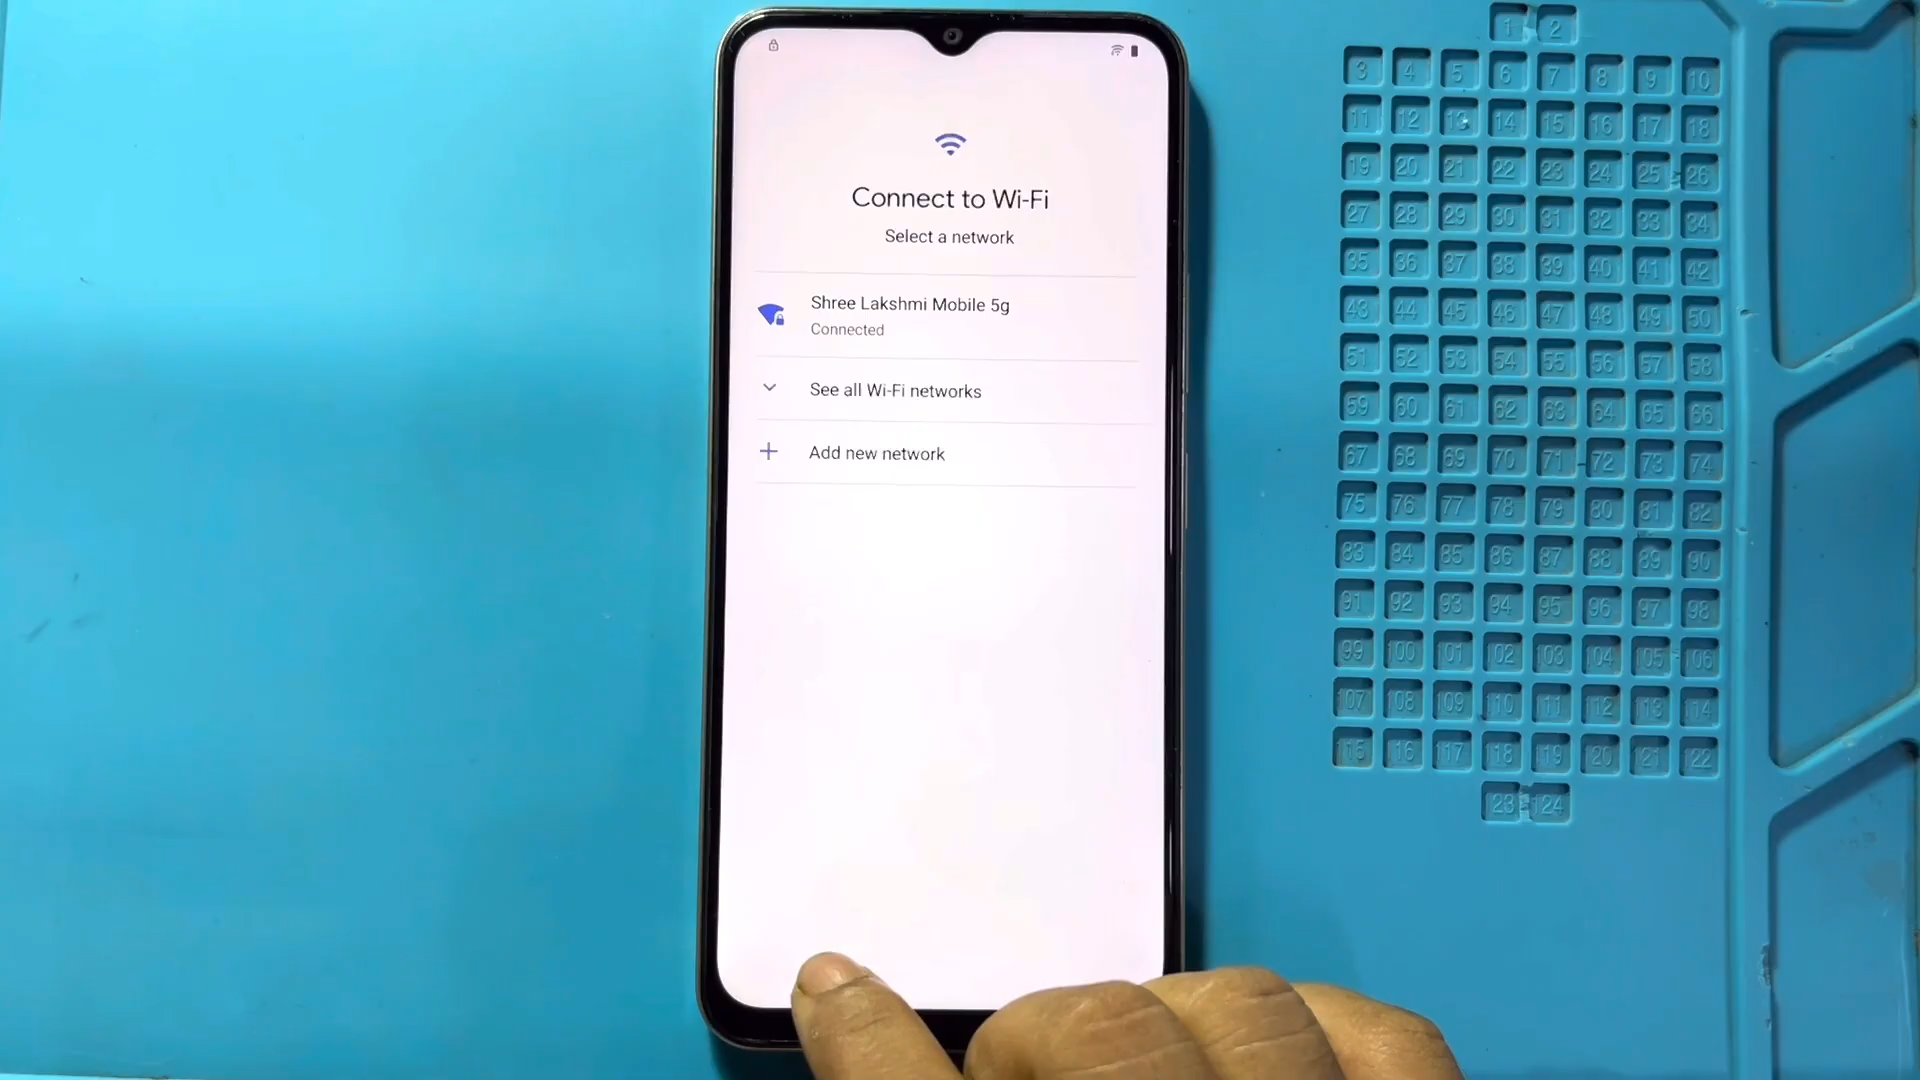 Connect to Wi-Fi
Select a network
Shree Lakshmi Mobile 5g
Connected
See all Wi-Fi networks
Add new network
1 2
3 4 5 6 7 8 9 10
11 12 13 14 15 16 17 18
19 20 21 22 23 24 25 26
27 28 29 30 31 32 33 34
35 36 37 38 39 40 41 42
43 44 45 46 47 48 49 50
51 52 53 54 55 56 57 58
59 60 61 62 63 64 65 66
67 68 69 70 71 72 73 74
75 76 77 78 79 80 81 82
83 84 85 86 87 88 89 90
91 92 93 94 95 96 97 98
99 100 101 102 103 104 105 106
107 108 109 110 111 112 113 114
115 116 117 118 119 120 121 122
123 124